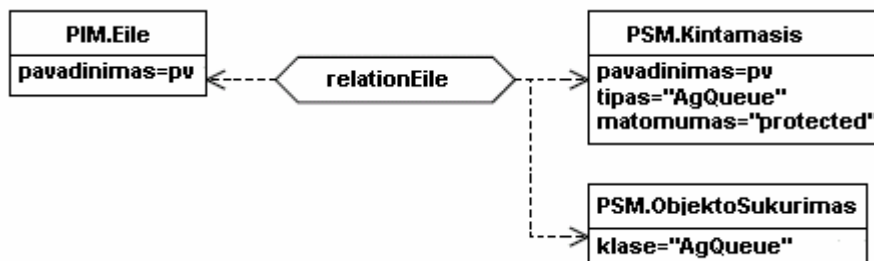 PIM.Eile
pavadinimas=pv
relationEile
PSM.Kintamasis
pavadinimas=pv
tipas="AgQueue"
matomumas="protected"
PSM.ObjektoSukurimas
klase="AgQueue"